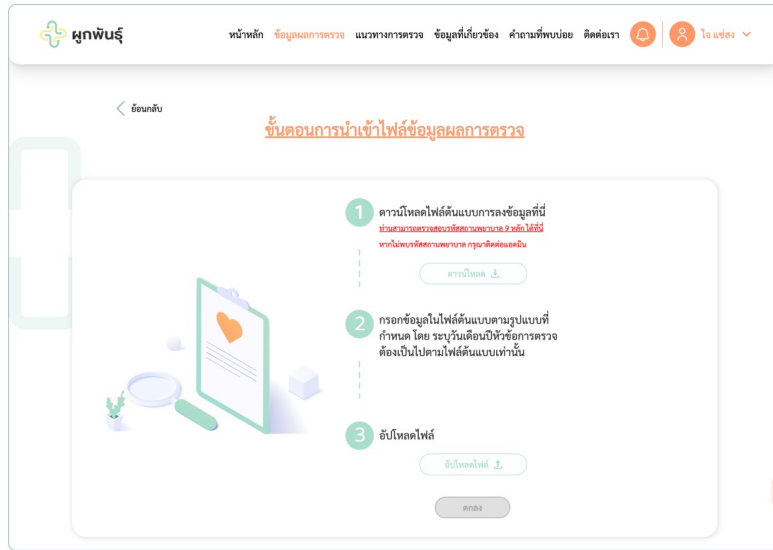 ผูกพันธุ์
หน้าหลัก ข้อมูลผลการตรวจ แนวทางการตรวจ ข้อมูลที่เกี่ยวข้อง คำถามที่พบบ่อย ติดต่อเรา ใจ แซ่สง
ย้อนกลับ
ขั้นตอนการนำเข้าไฟล์ข้อมูลผลการตรวจ
1 ดาวน์โหลดไฟล์ต้นแบบการลงข้อมูลที่นี่
ท่านสามารถตรวจสอบรหัสสถานพยาบาล 9 หลัก ได้ที่นี่
หากไม่พบรหัสสถานพยาบาล กรุณาติดต่อแอดมิน
ดาวน์โหลด
2 กรอกข้อมูลในไฟล์ต้นแบบตามรูปแบบที่
กำหนด โดย ระบุวันเดือนปีหัวข้อการตรวจ
ต้องเป็นไปตามไฟล์ต้นแบบเท่านั้น
3 อัปโหลดไฟล์
อัปโหลดไฟล์
ตกลง